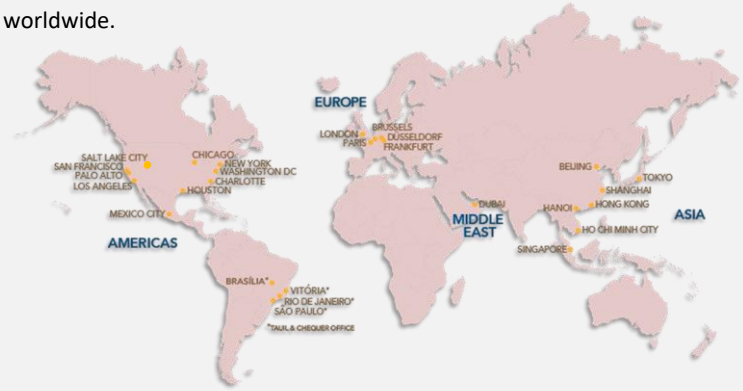 worldwide.
EUROPE
LONDON
BRUSSELS
PARIS
DÜSSELDORF
FRANKFURT
SALT LAKE CITY
SAN FRANCISCO
PALO ALTO
LOS ANGELES
CHICAGO
NEW YORK
WASHINGTON DC
CHARLOTTE
HOUSTON
MEXICO CITY
AMERICAS
BEIJING
TOKYO
SHANGHAI
HONG KONG
HANOI
DUBAI
MIDDLE
EAST
ASIA
HO CHI MINH CITY
SINGAPORE
BRASÍLIA*
VITÓRIA*
RIO DE JANEIRO*
SÃO PAULO*
*TAUIL & CHEQUER OFFICE